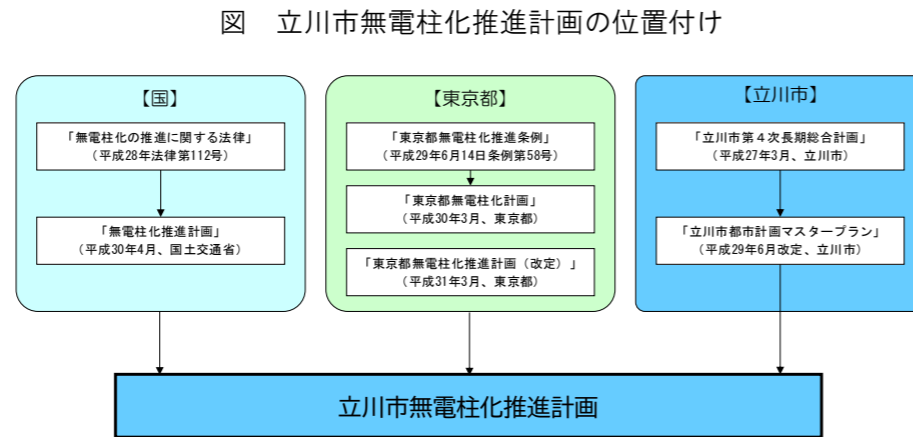 図　立川市無電柱化推進計画の位置付け
【国】
「無電柱化の推進に関する法律」
（平成28年法律第112号）
「無電柱化推進計画」
（平成30年4月、国土交通省）
【東京都】
「東京都無電柱化推進条例」
（平成29年6月14日条例第58号）
「東京都無電柱化計画」
（平成30年3月、東京都）
「東京都無電柱化推進計画（改定）」
（平成31年3月、東京都）
【立川市】
「立川市第４次長期総合計画」
（平成27年3月、立川市）
「立川市都市計画マスタープラン」
（平成29年6月改定、立川市）
立川市無電柱化推進計画